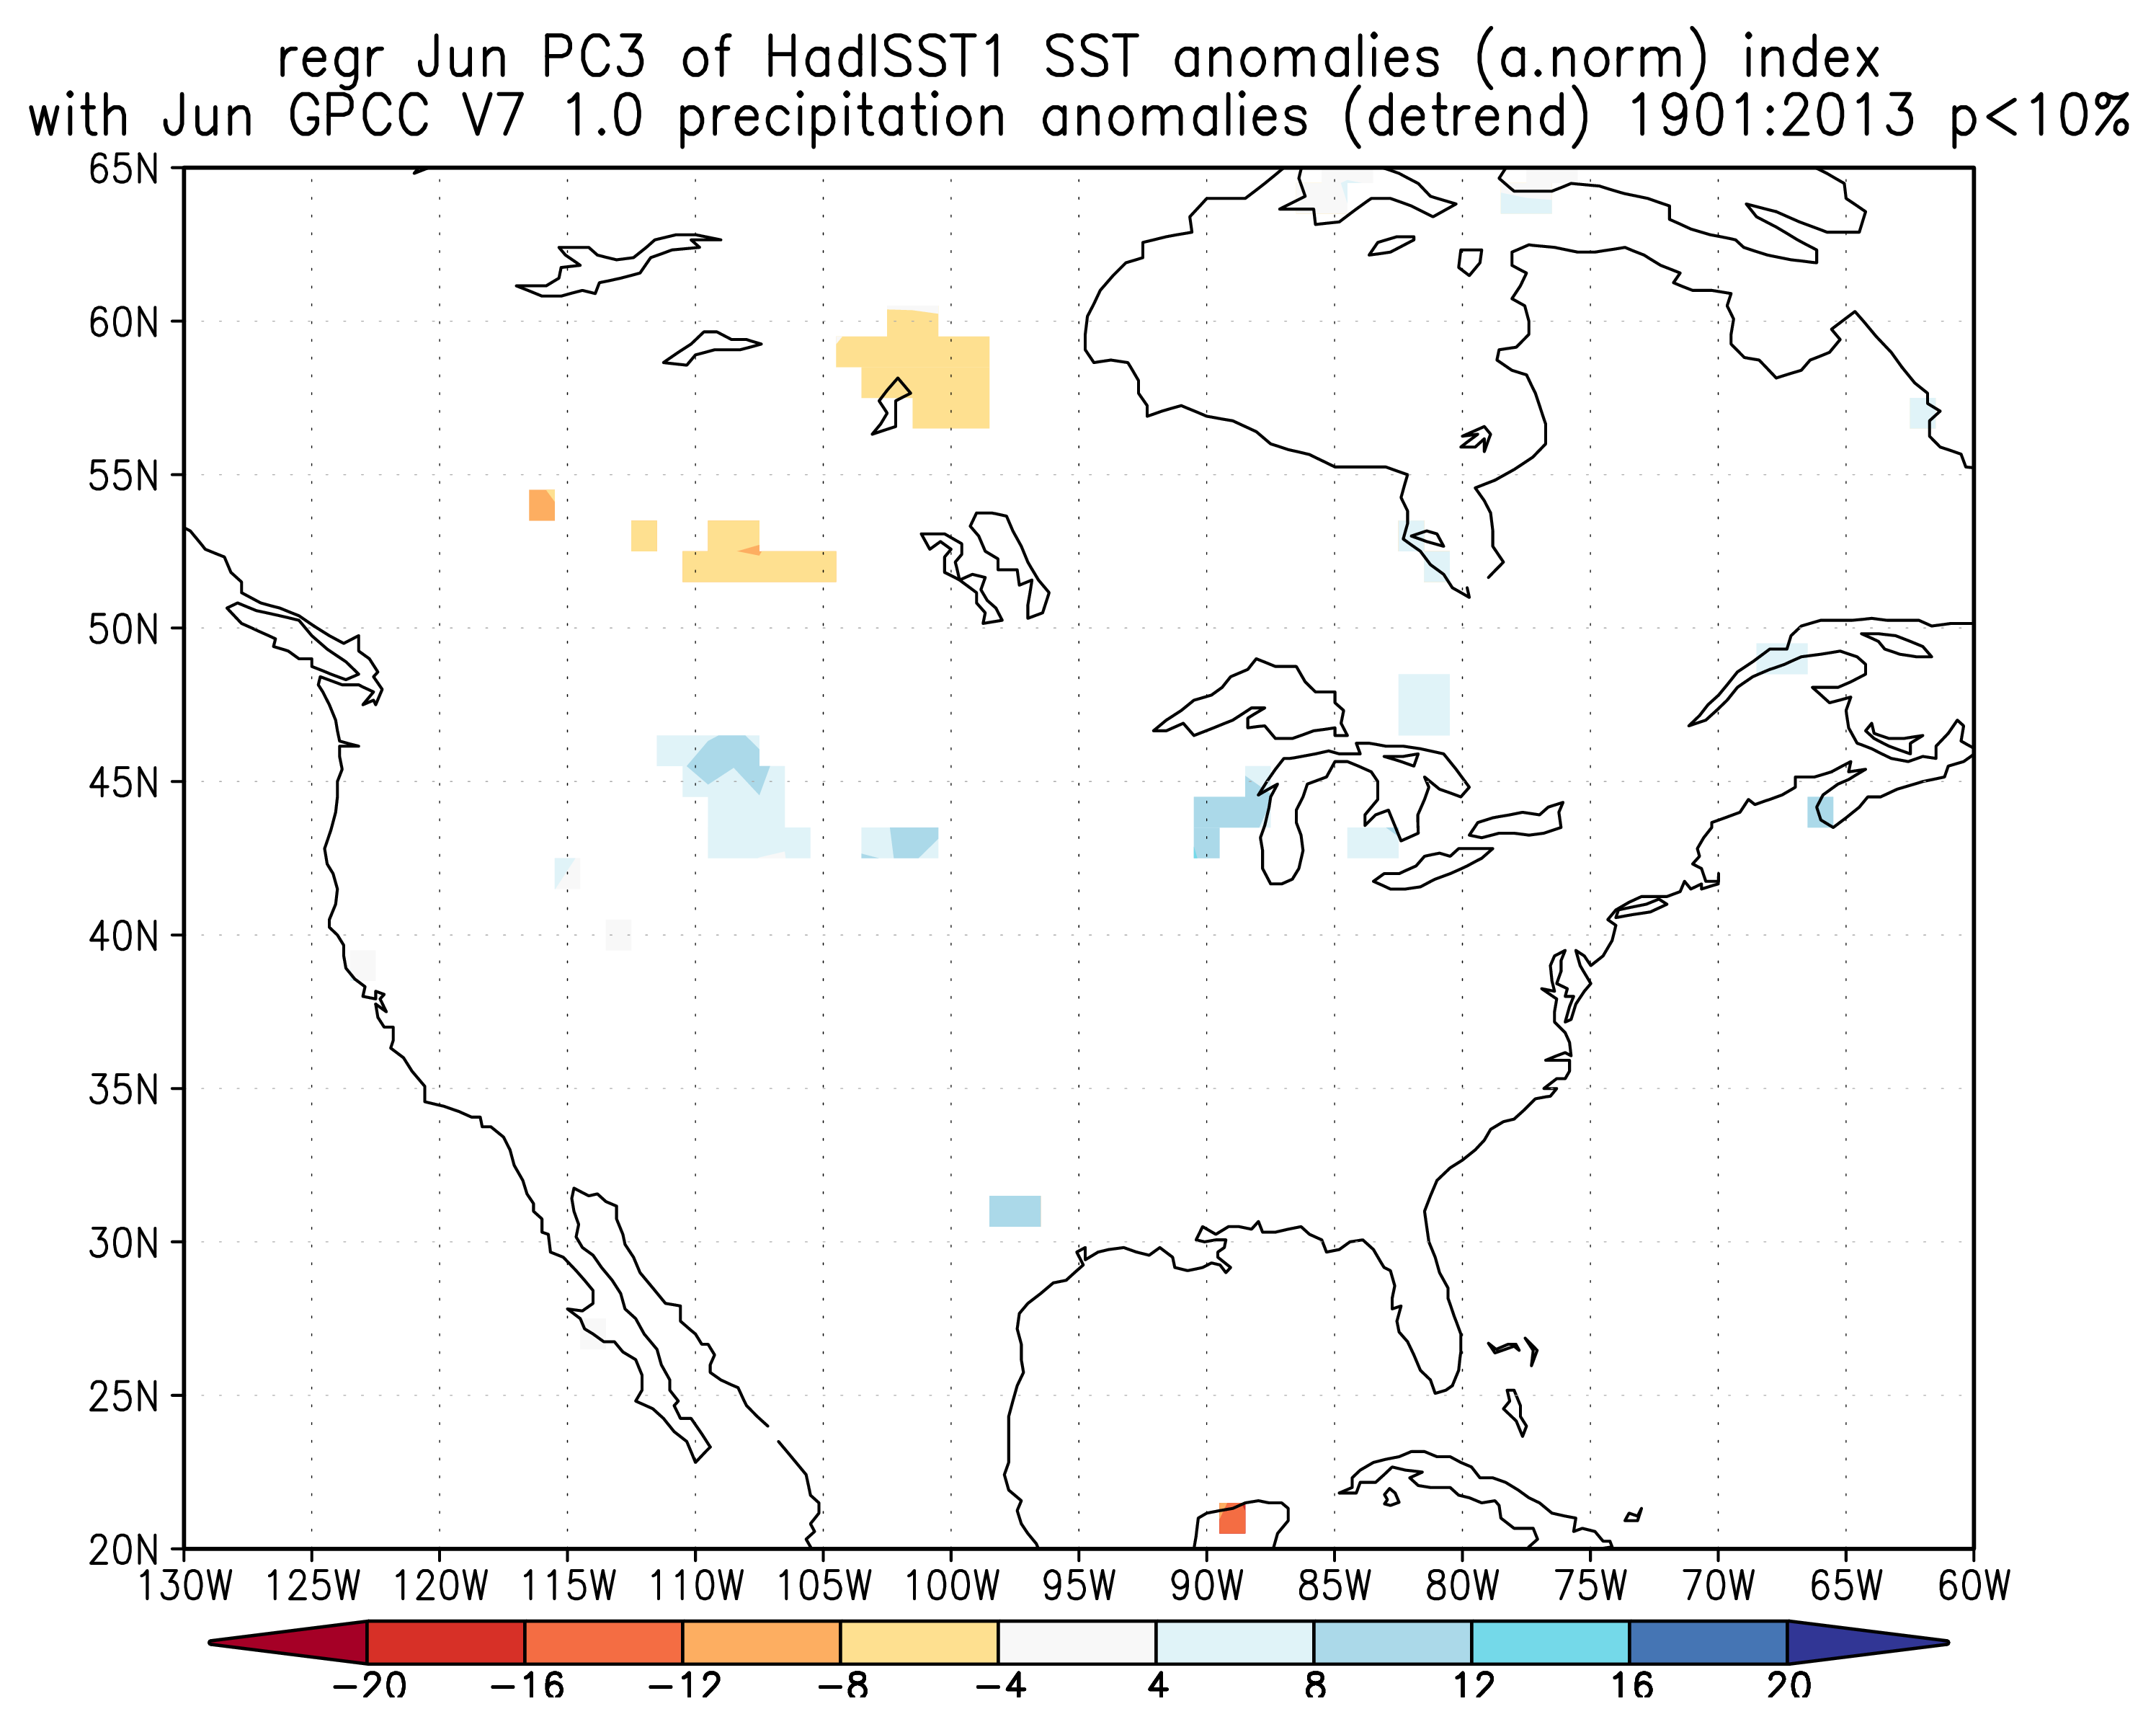 regr Jun PC3 of HadISST1 SST anomalies (a.norm) index
with Jun GPCC V7 1.0 precipitation anomalies (detrend) 1901:2013 p<10%
65N
60N
55N
50N
45N
40N
35N
30N
25N
20N
130W 125W 120W 115W 110W 105W 100W 95W 90W 85W 80W 75W 70W 65W 60W
-20 -16 -12 -8 -4 4 8 12 16 20